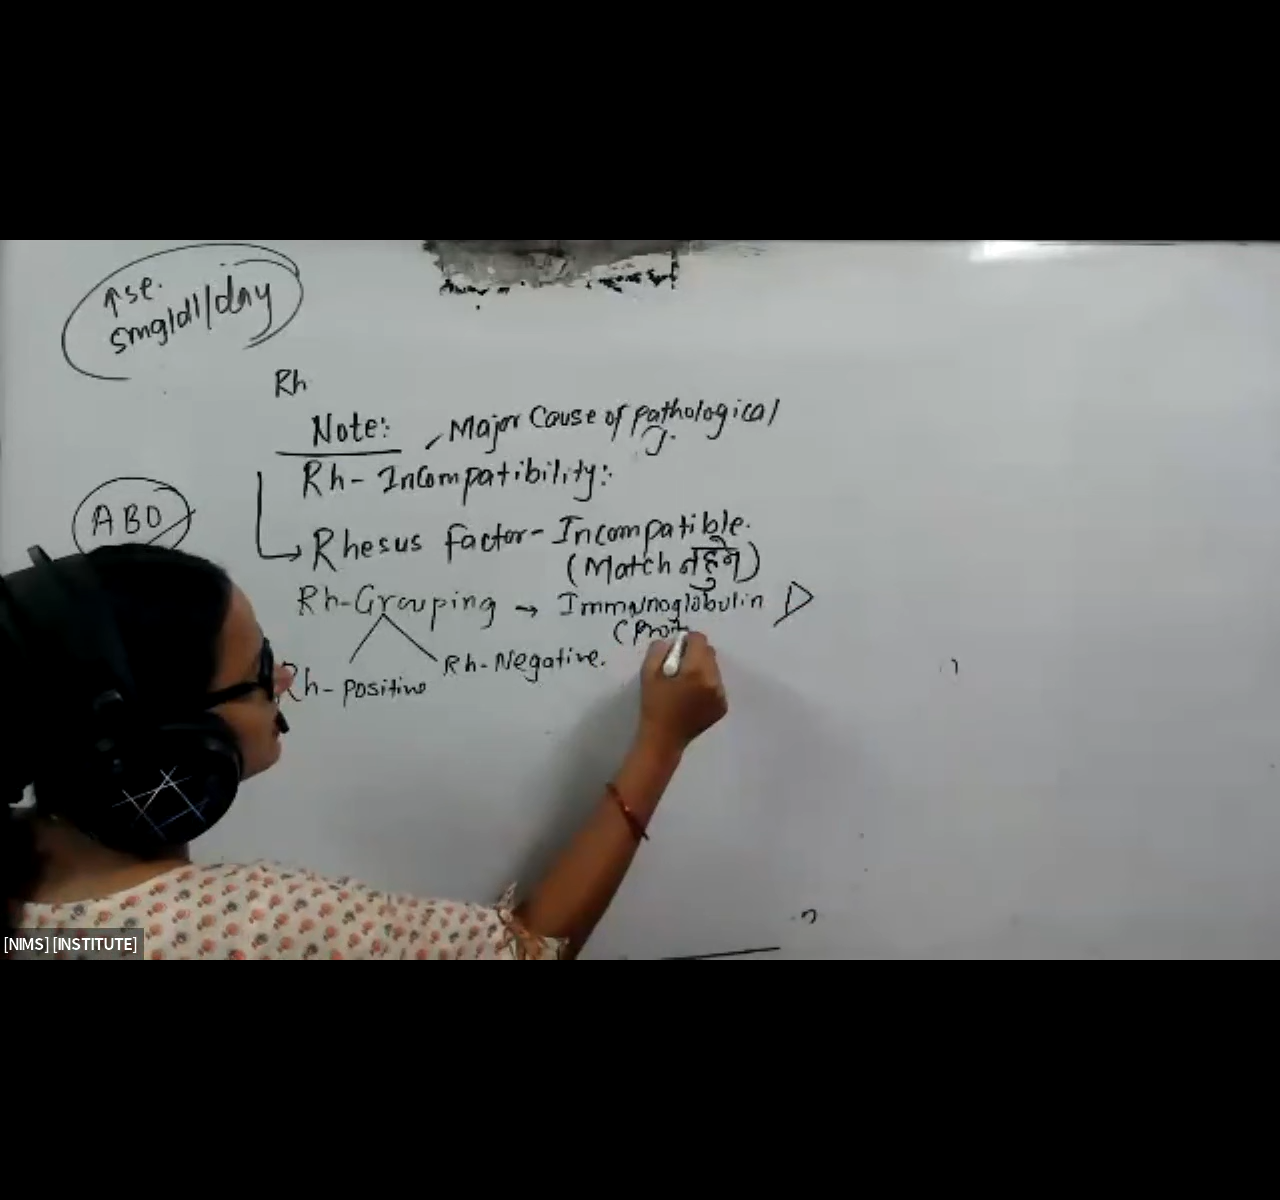 ↑se.
5mg/dl/day
Rh
Note:
Major Cause of pathological
J.
Rh- Incompatibility:
ABO
Rhesus factor- Incompatible.
(Match नहुने)
Rh-Grouping → Immunoglobulin D
(Prot
Rh-Negative.
Rh-Positive
[NIMS] [INSTITUTE]